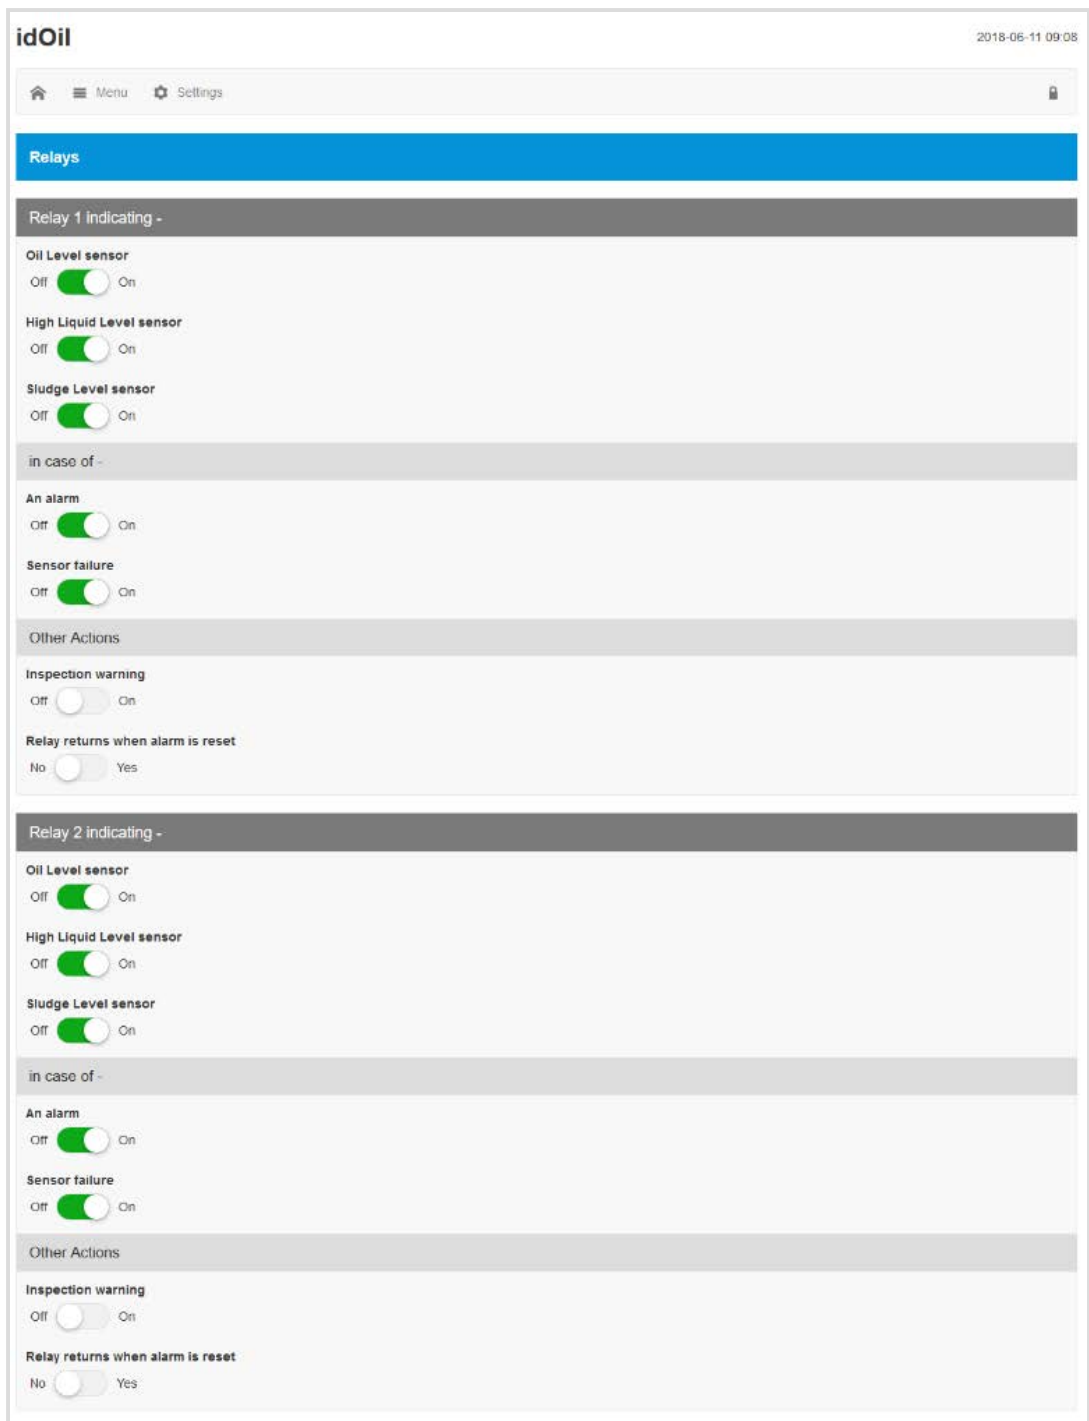 idOil
2018-06-11 09:08
Menu Settings
Relays
Relay 1 indicating -
Oil Level sensor
Off On
High Liquid Level sensor
Off On
Sludge Level sensor
Off On
in case of -
An alarm
Off On
Sensor failure
Off On
Other Actions
Inspection warning
Off On
Relay returns when alarm is reset
No Yes
Relay 2 indicating -
Oil Level sensor
Off On
High Liquid Level sensor
Off On
Sludge Level sensor
Off On
in case of -
An alarm
Off On
Sensor failure
Off On
Other Actions
Inspection warning
Off On
Relay returns when alarm is reset
No Yes